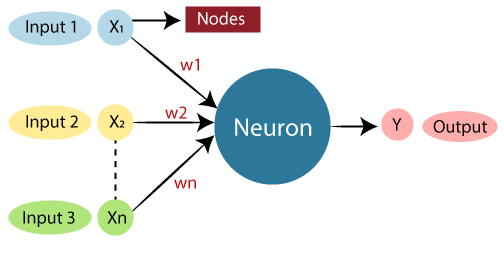 Input 1
X₁
Nodes
w1
Input 2
X₂
w2
Neuron
Y
Output
wn
Input 3
Xn